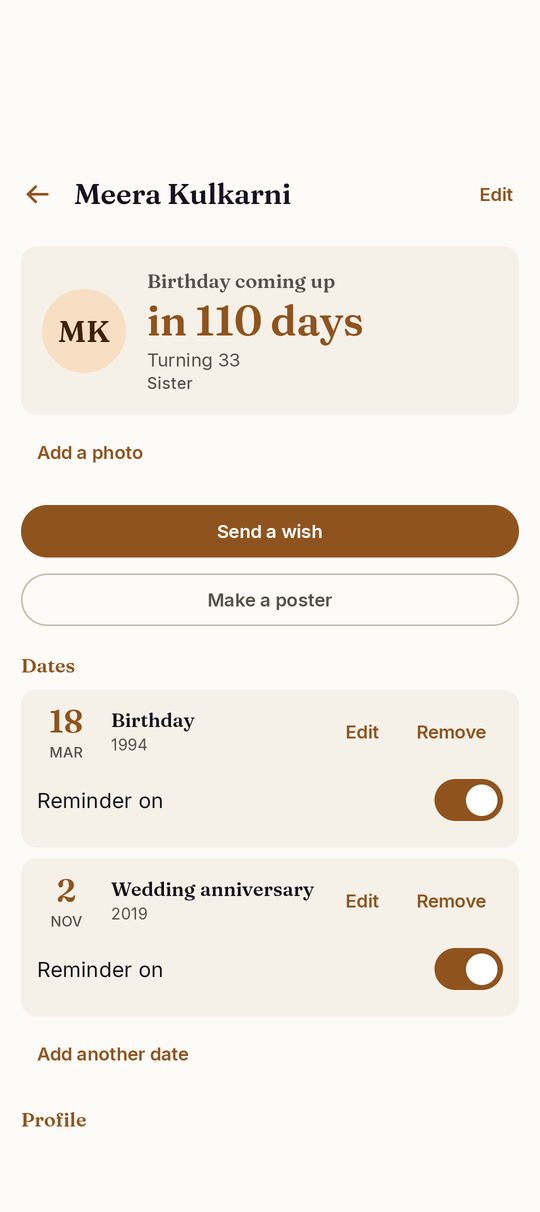 Meera Kulkarni
Edit
MK
Birthday coming up
in 110 days
Turning 33
Sister
Add a photo
Send a wish
Make a poster
Dates
18
MAR
Birthday
1994
Edit
Remove
Reminder on
2
NOV
Wedding anniversary
2019
Edit
Remove
Reminder on
Add another date
Profile